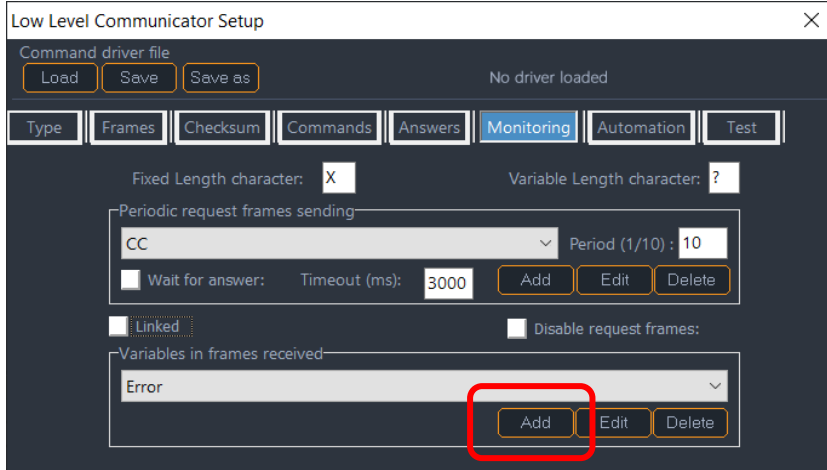 Low Level Communicator Setup
Command driver file
Load Save Save as No driver loaded
Type Frames Checksum Commands Answers Monitoring Automation Test
Fixed Length character: X Variable Length character: ?
Periodic request frames sending
CC Period (1/10) : 10
Wait for answer: Timeout (ms): 3000 Add Edit Delete
Linked Disable request frames:
Variables in frames received
Error
Add Edit Delete